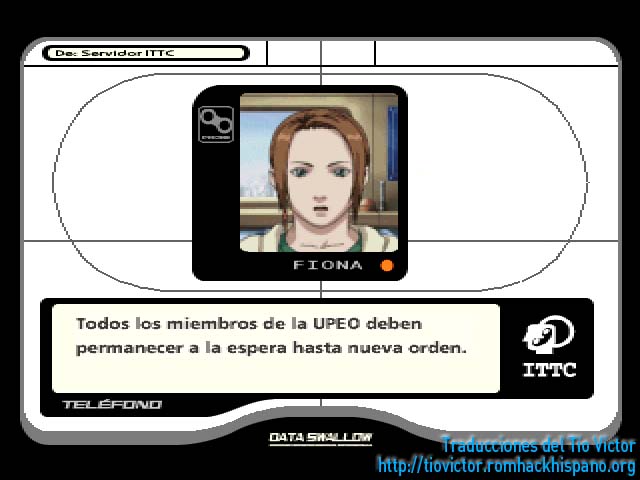 De: Servidor ITTC
FIONA
Todos los miembros de la UPEO deben
permanecer a la espera hasta nueva orden.
ITTC
TELÉFONO
DATA SWALLOW
Traducciones del Tio Victor
http://tiovictor.romhackhispano.org